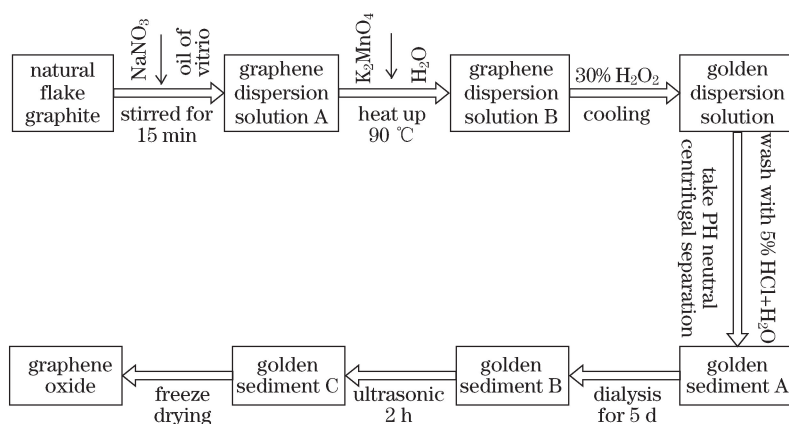 natural
flake
graphite
NaNO₃
oil of
vitrio
stirred for
15 min
graphene
dispersion
solution A
K₂MnO₄
H₂O
heat up
90 ℃
graphene
dispersion
solution B
30% H₂O₂
cooling
golden
dispersion
solution
wash with 5% HCl+H₂O
take PH neutral
centrifugal separation
golden
sediment A
dialysis
for 5 d
golden
sediment B
ultrasonic
2 h
golden
sediment C
freeze
drying
graphene
oxide